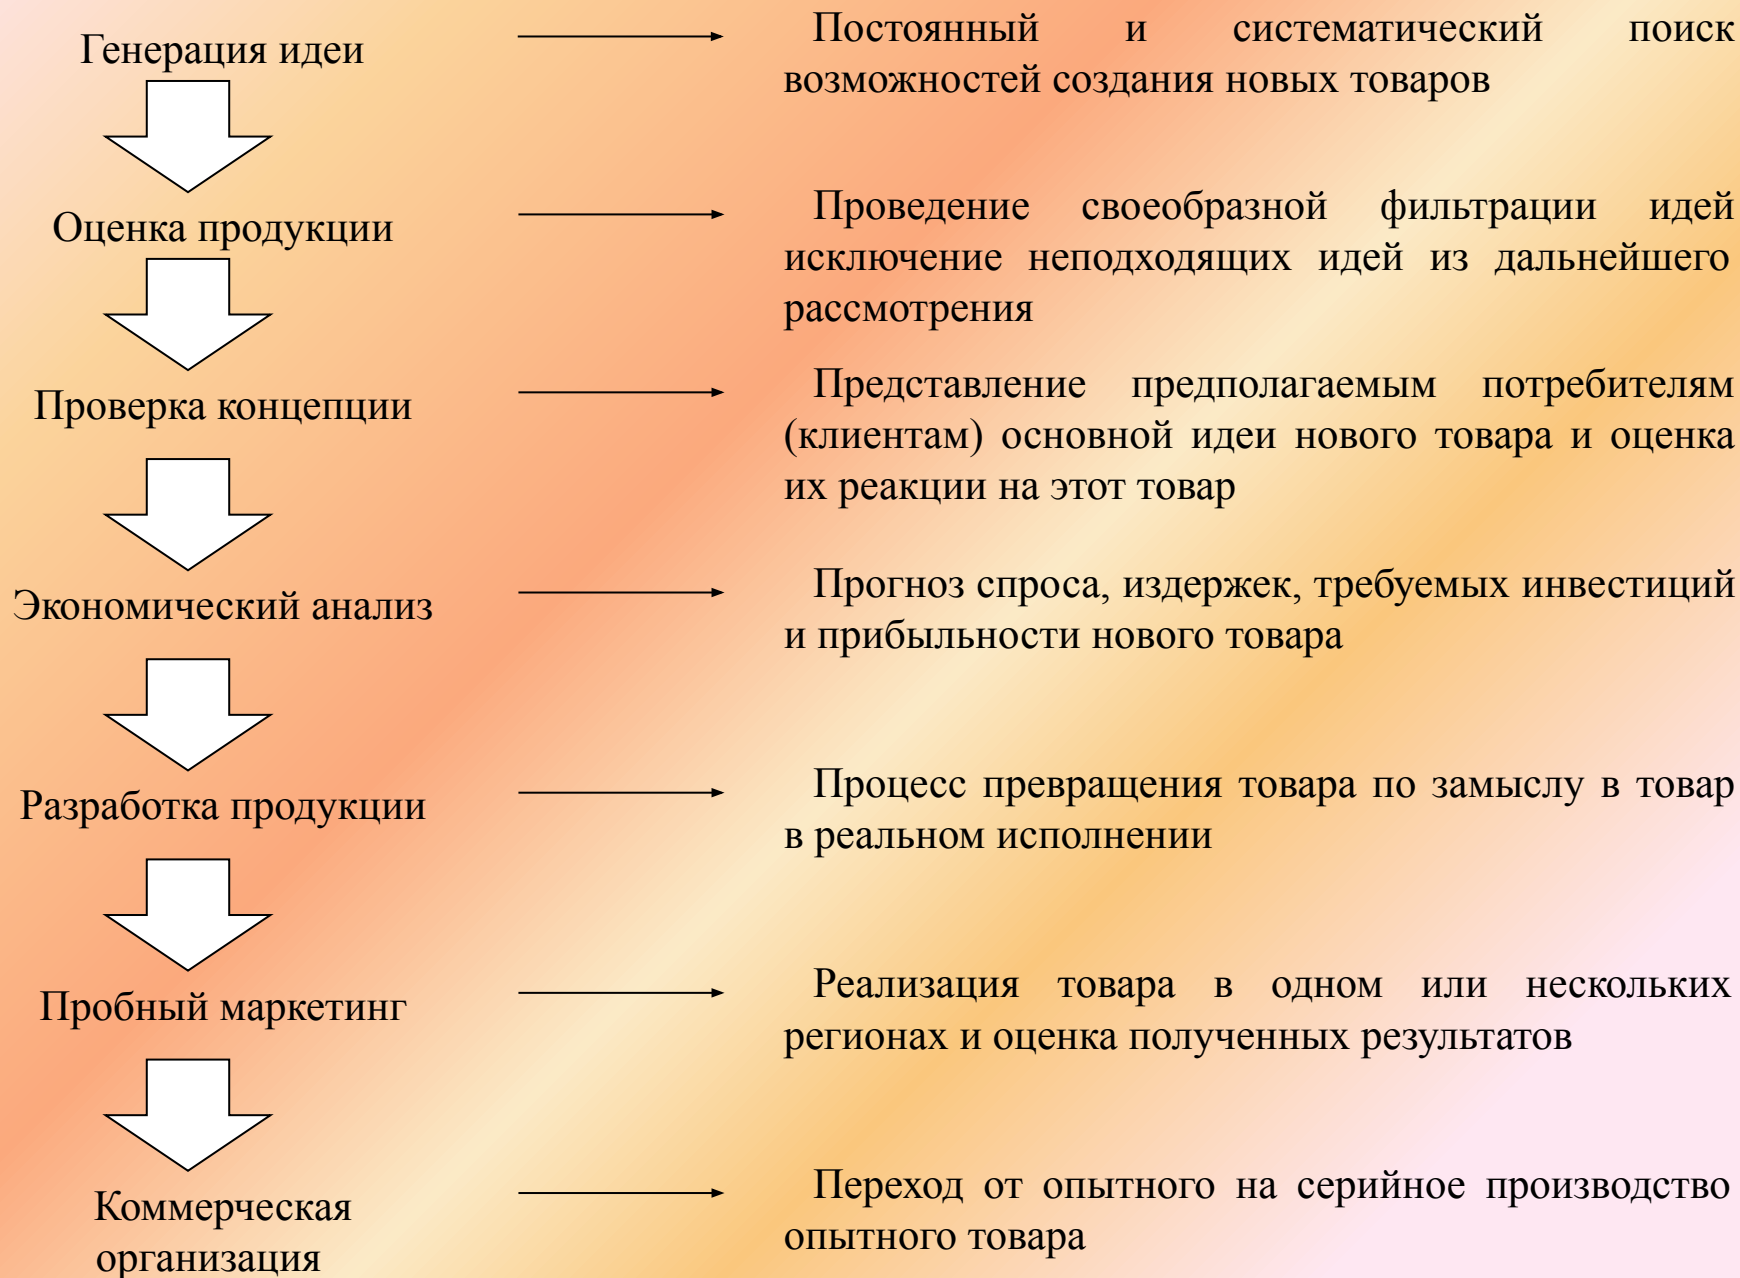 Генерация идеи
Постоянный и систематический поиск
возможностей создания новых товаров
Оценка продукции
Проведение своеобразной фильтрации идей
исключение неподходящих идей из дальнейшего
рассмотрения
Проверка концепции
Представление предполагаемым потребителям
(клиентам) основной идеи нового товара и оценка
их реакции на этот товар
Экономический анализ
Прогноз спроса, издержек, требуемых инвестиций
и прибыльности нового товара
Разработка продукции
Процесс превращения товара по замыслу в товар
в реальном исполнении
Пробный маркетинг
Реализация товара в одном или нескольких
регионах и оценка полученных результатов
Коммерческая
организация
Переход от опытного на серийное производство
опытного товара